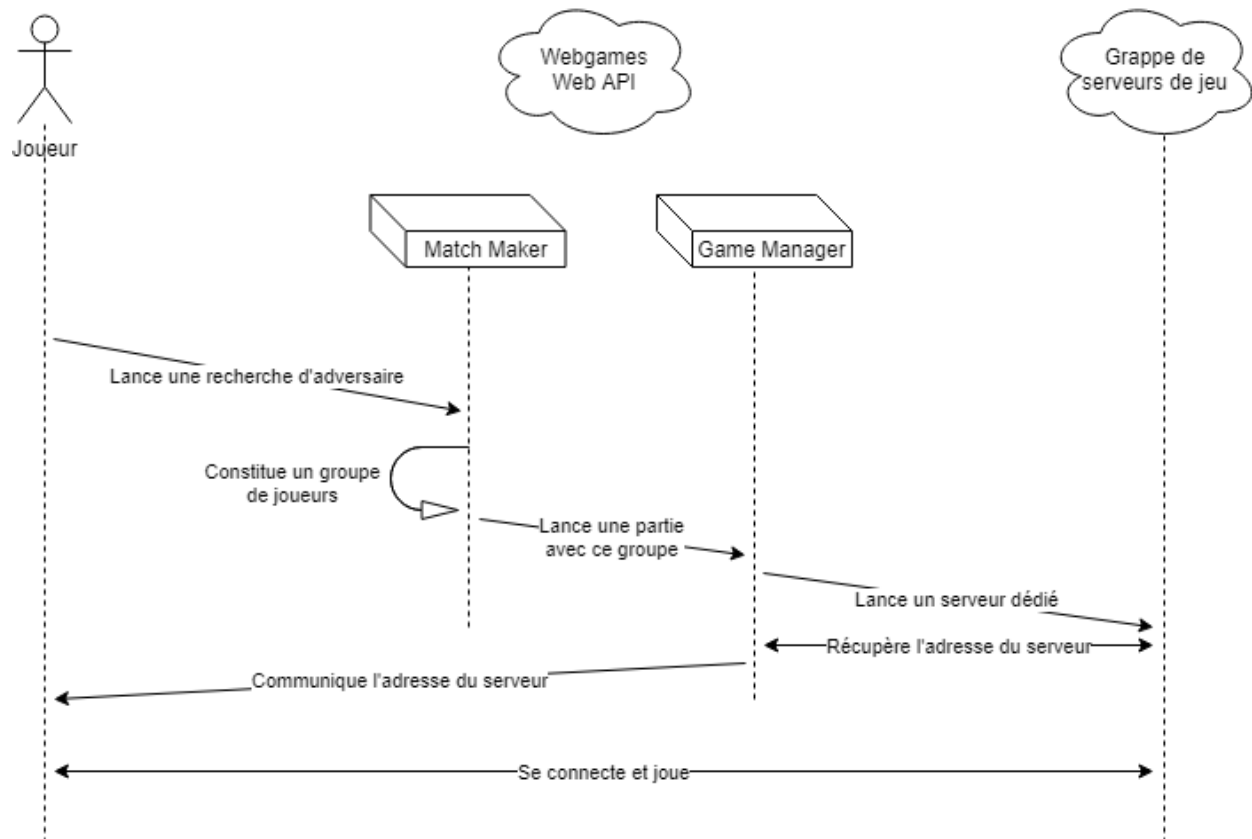 Webgames
Web API
Grappe de
serveurs de jeu
Joueur
Match Maker
Game Manager
Lance une recherche d'adversaire
Constitue un groupe
de joueurs
Lance une partie
avec ce groupe
Lance un serveur dédié
Récupère l'adresse du serveur
Communique l'adresse du serveur
Se connecte et joue